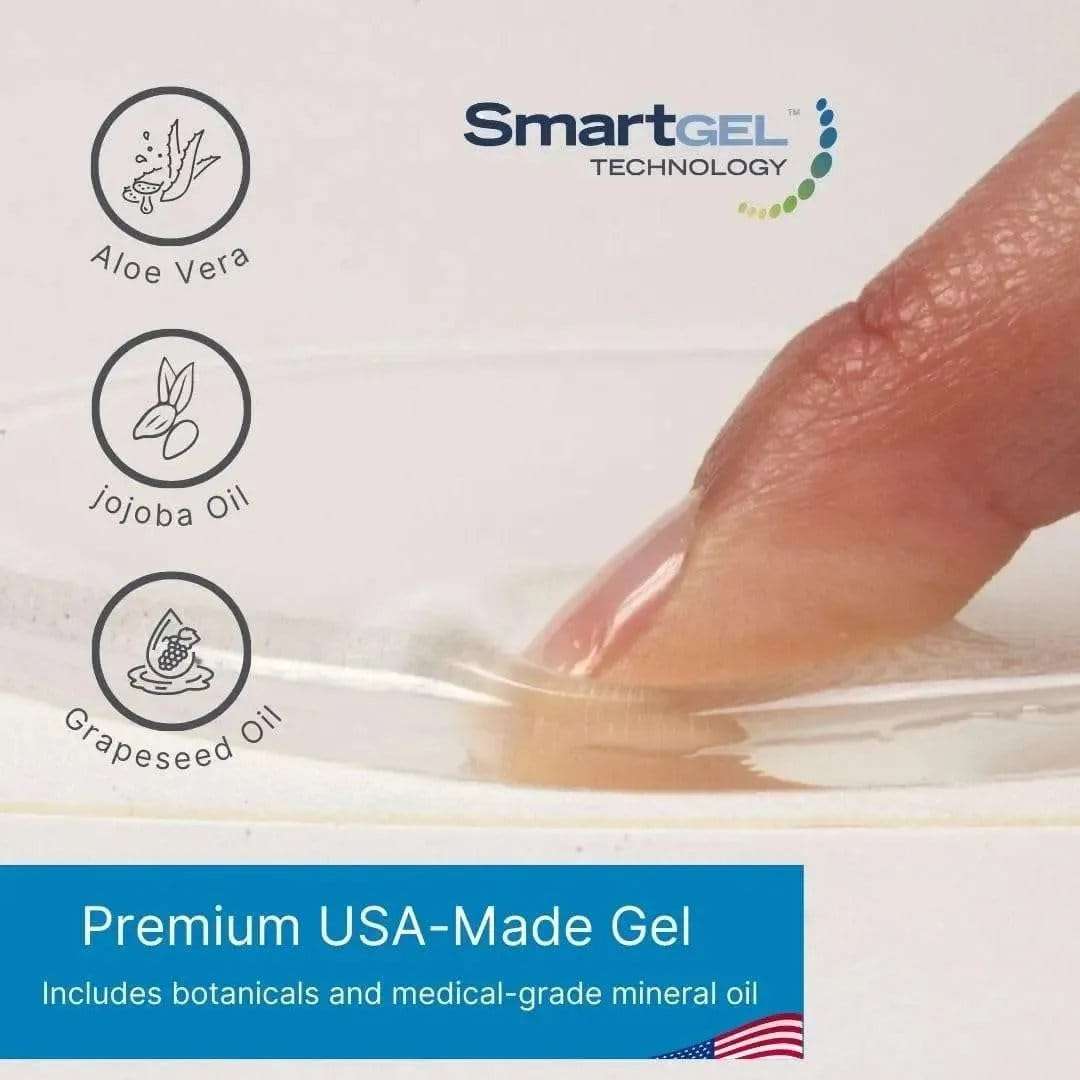 SmartGEL™
TECHNOLOGY
Aloe Vera
jojoba Oil
Grapeseed Oil
Premium USA-Made Gel
Includes botanicals and medical-grade mineral oil